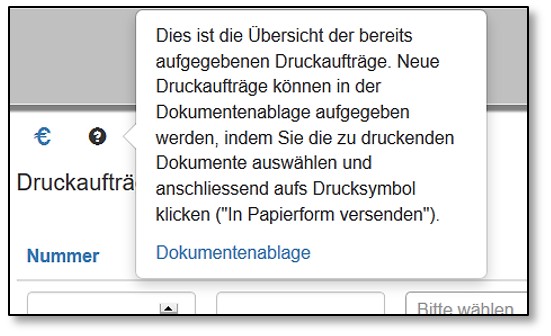 Dies ist die Übersicht der bereits
aufgegebenen Druckaufträge. Neue
Druckaufträge können in der
Dokumentenablage aufgegeben
werden, indem Sie die zu druckenden
Dokumente auswählen und
anschliessend aufs Drucksymbol
klicken ("In Papierform versenden").
Dokumentenablage
€ ?
Druckaufträ
Nummer
Bitte wählen